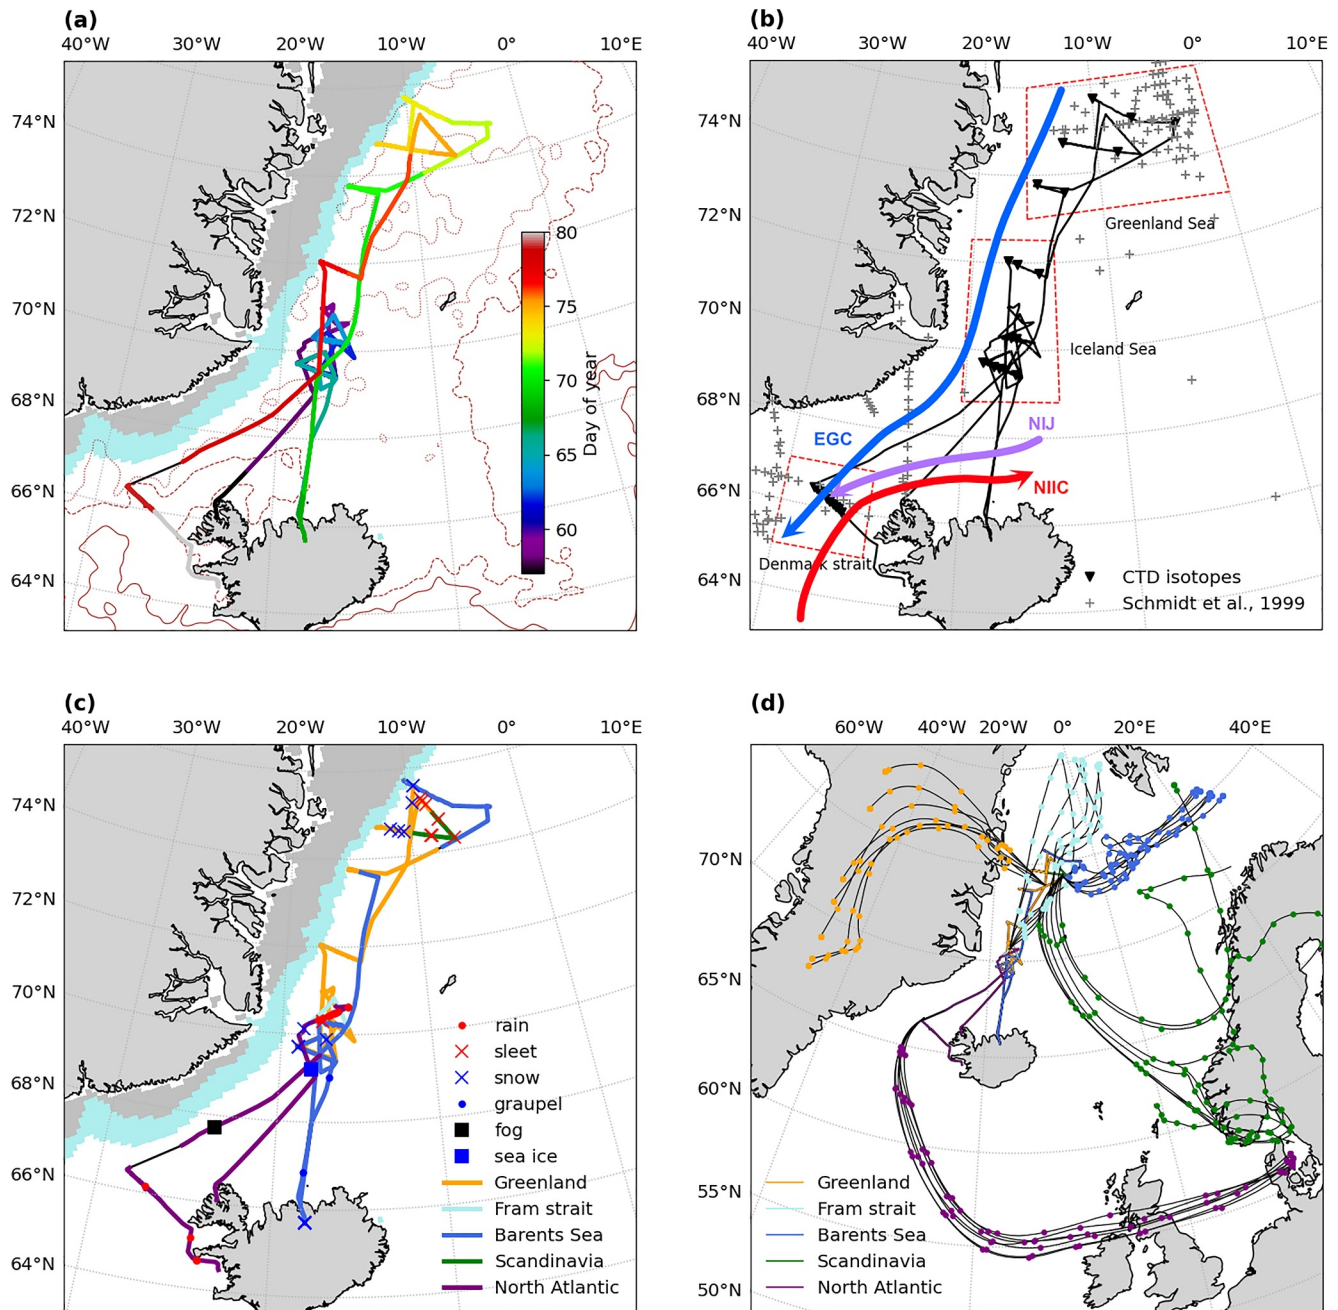 (a)
40°W 30°W 20°W 10°W 0° 10°E
74°N
72°N
70°N
68°N
66°N
64°N
80
75
70
65
60
Day of year
(b)
40°W 30°W 20°W 10°W 0° 10°E
74°N
72°N
70°N
68°N
66°N
64°N
Greenland Sea
Iceland Sea
EGC
NIJ
NIIC
Denmark strait
CTD isotopes
Schmidt et al., 1999
(c)
40°W 30°W 20°W 10°W 0° 10°E
74°N
72°N
70°N
68°N
66°N
64°N
rain
sleet
snow
graupel
fog
sea ice
Greenland
Fram strait
Barents Sea
Scandinavia
North Atlantic
(d)
60°W 40°W 20°W 0° 20°E 40°E
70°N
65°N
60°N
55°N
50°N
Greenland
Fram strait
Barents Sea
Scandinavia
North Atlantic